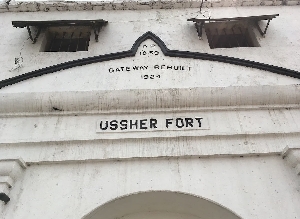 A.D.
1649
GATEWAY REBUILT
1924
USSHER FORT